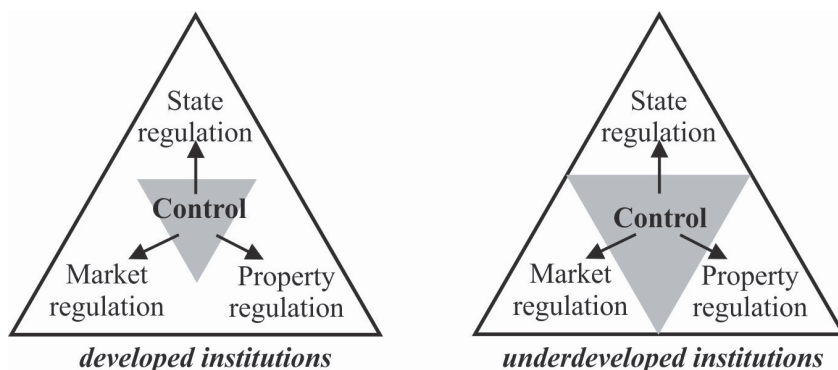 State
regulation
Control
Market
regulation
Property
regulation
developed institutions
State
regulation
Control
Market
regulation
Property
regulation
underdeveloped institutions